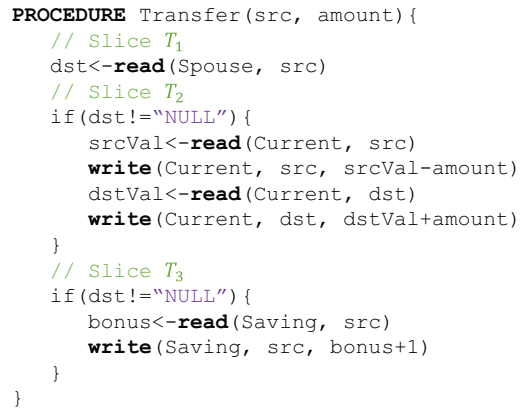 PROCEDURE Transfer(src, amount){
// Slice T₁
dst<-read(Spouse, src)
// Slice T₂
if(dst!=“NULL”){
srcVal<-read(Current, src)
write(Current, src, srcVal-amount)
dstVal<-read(Current, dst)
write(Current, dst, dstVal+amount)
}
// Slice T₃
if(dst!=“NULL”){
bonus<-read(Saving, src)
write(Saving, src, bonus+1)
}
}